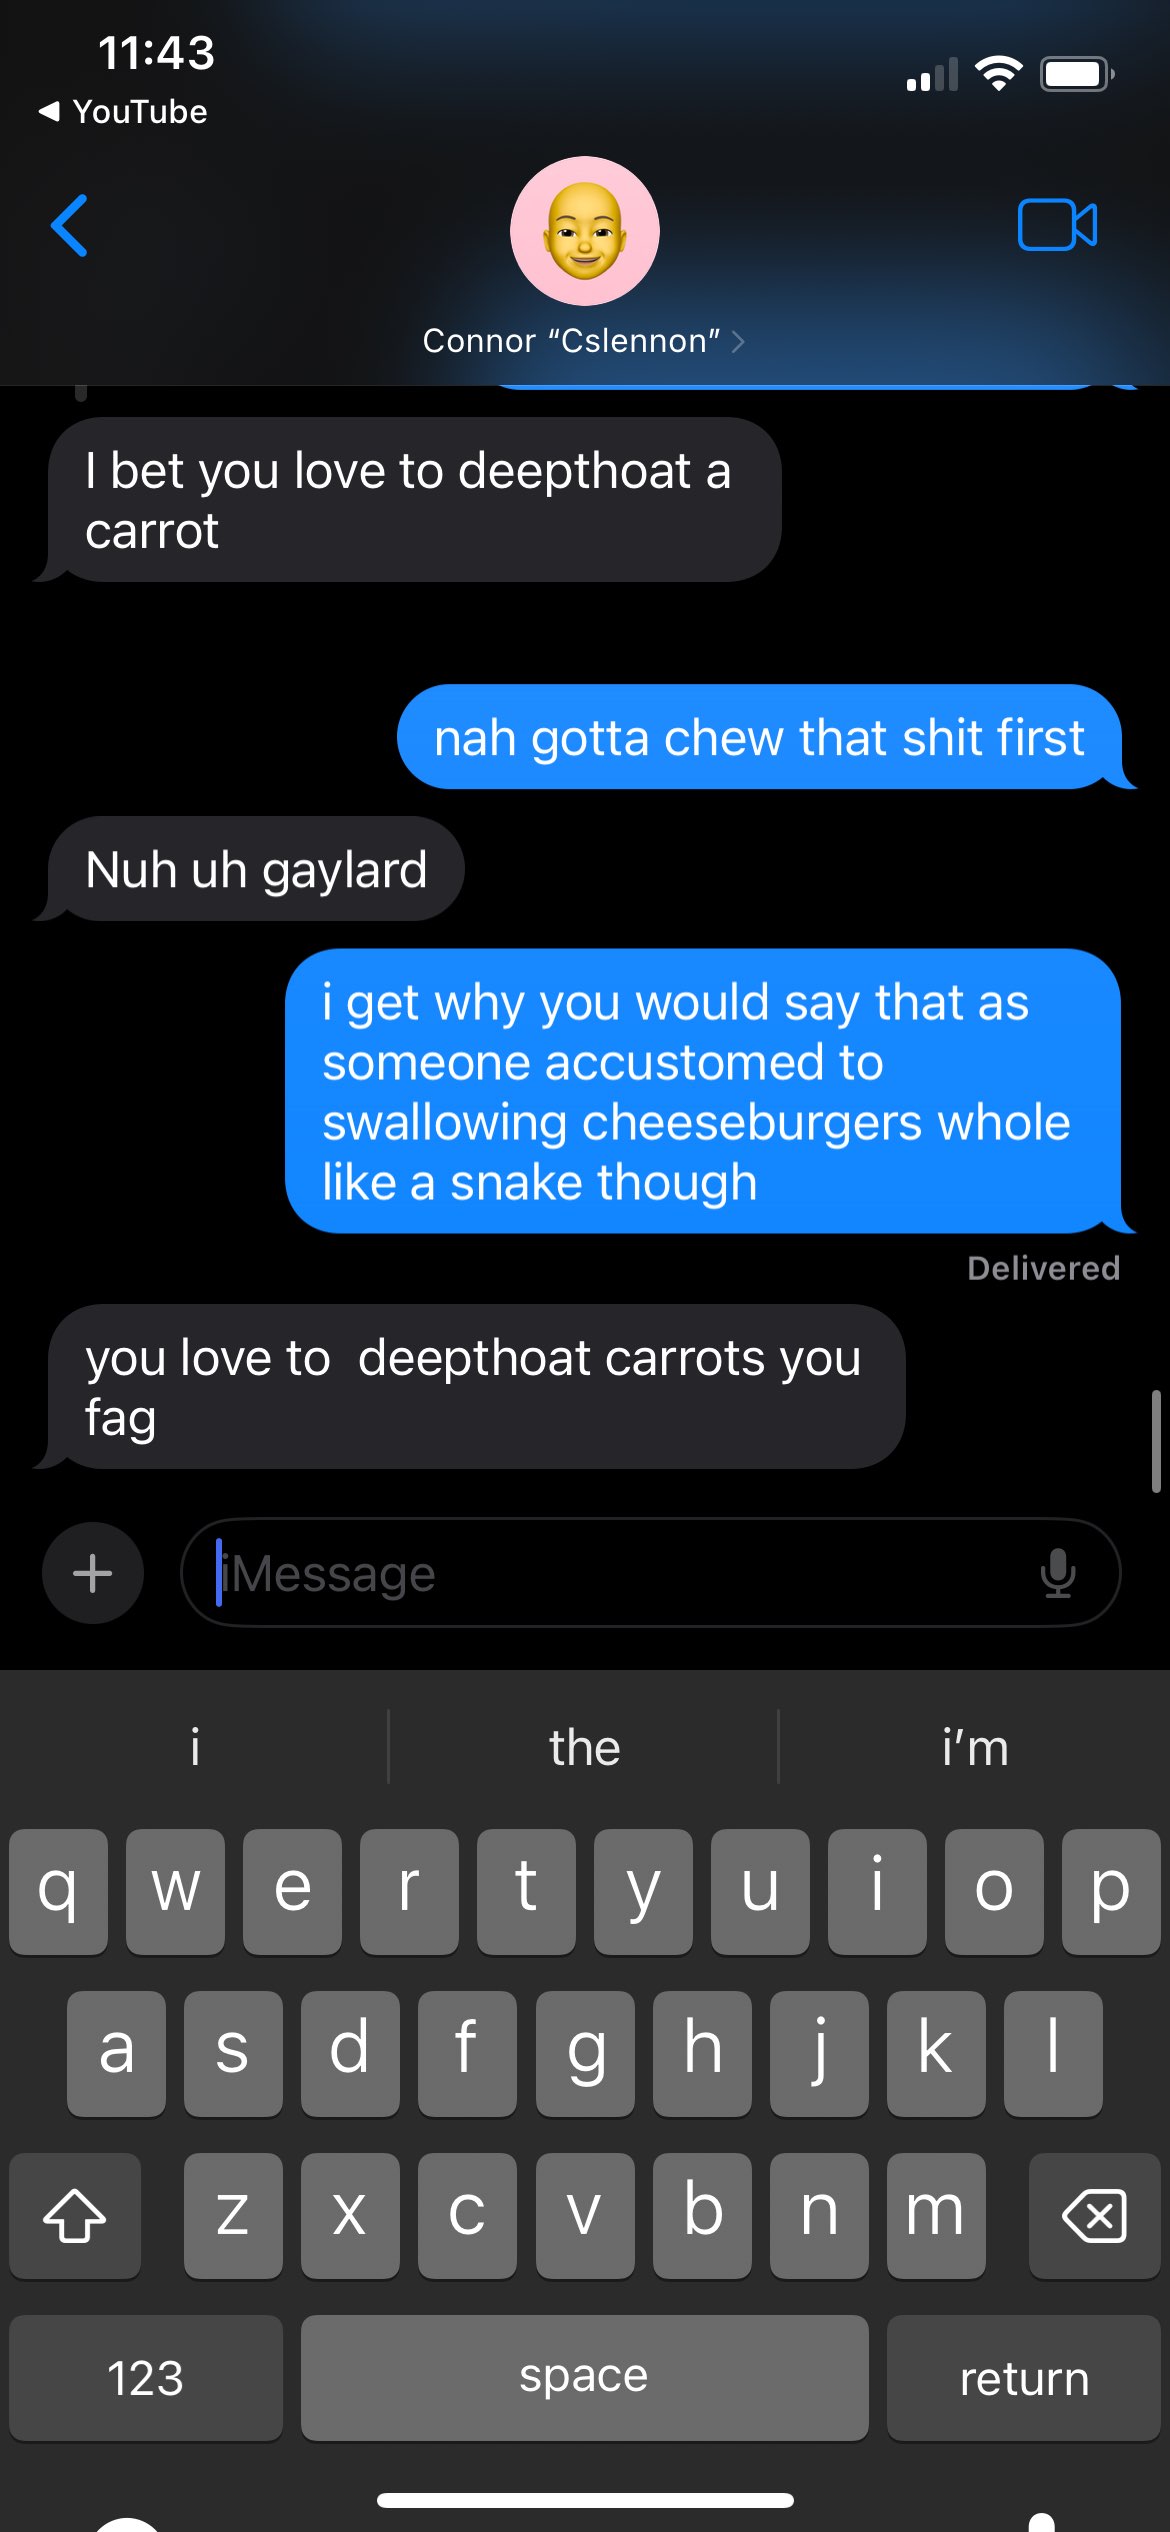 11:43
YouTube
Connor “Cslennon”
I bet you love to deepthoat a
carrot
nah gotta chew that shit first
Nuh uh gaylard
i get why you would say that as
someone accustomed to
swallowing cheeseburgers whole
like a snake though
Delivered
you love to  deepthoat carrots you
fag
iMessage
i the i’m
q w e r t y u i o p
a s d f g h j k l
z x c v b n m
123 space return